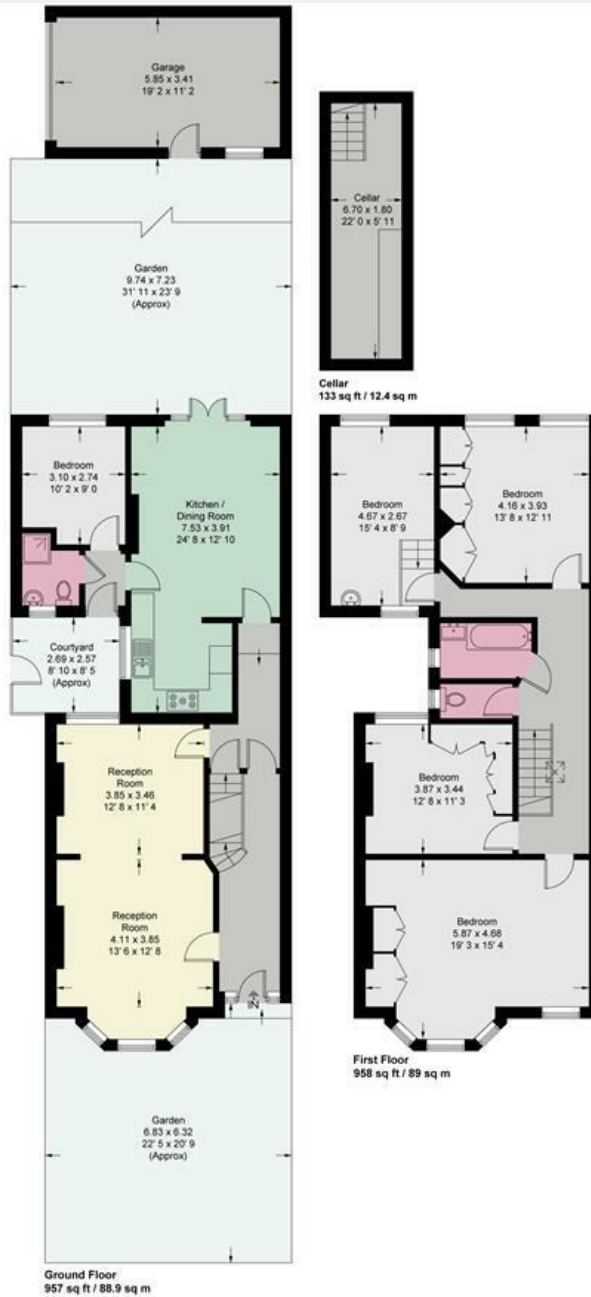 Garage
5.85 x 3.41
19' 2 x 11' 2
Cellar
6.70 x 1.80
22' 0 x 5' 11
Cellar
133 sq ft / 12.4 sq m
Garden
9.74 x 7.23
31' 11 x 23' 9
(Approx)
Bedroom
3.10 x 2.74
10' 2 x 9' 0
Kitchen /
Dining Room
7.53 x 3.91
24' 8 x 12' 10
Courtyard
2.69 x 2.57
8' 10 x 8' 5
(Approx)
Reception
Room
3.85 x 3.46
12' 8 x 11' 4
Reception
Room
4.11 x 3.85
13' 6 x 12' 8
IN
Garden
6.83 x 6.32
22' 5 x 20' 9
(Approx)
Ground Floor
957 sq ft / 88.9 sq m
Bedroom
4.67 x 2.67
15' 4 x 8' 9
Bedroom
4.16 x 3.93
13' 8 x 12' 11
Bedroom
3.87 x 3.44
12' 8 x 11' 3
Bedroom
5.87 x 4.68
19' 3 x 15' 4
First Floor
958 sq ft / 89 sq m